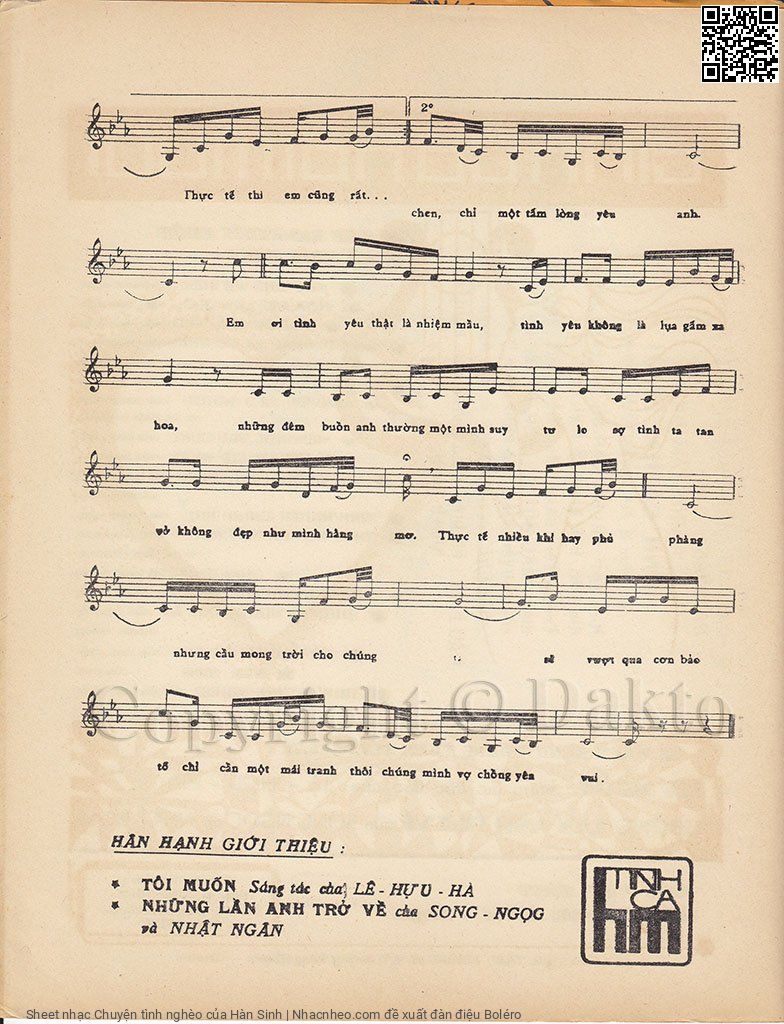 2º
Thực tế thì em cũng rất...
chen, chỉ một tấm lòng yêu anh.
Em ơi tình yêu thật là nhiệm mầu, tình yêu không là lụa gấm xa
hoa, những đêm buồn anh thường một mình suy tư lo sợ tình ta tan
vở không đẹp như mình hằng mơ. Thực tế nhiều khi hay phủ phàng
nhưng cầu mong trời cho chúng sẽ vượt qua cơn bảo
Copyright © Dakto
tố chỉ cần một mái tranh thôi chúng mình vợ chồng yên vui.
HÂN HẠNH GIỚI THIỆU :
* TÔI MUỐN Sáng tác của LÊ - HỰU - HÀ
* NHỮNG LẦN ANH TRỞ VỀ của SONG - NGỌC
và NHẬT NGÂN
TINH
CA
hm
Sheet nhạc Chuyện tình nghèo của Hàn Sinh | Nhacnheo.com đề xuất đàn điệu Boléro